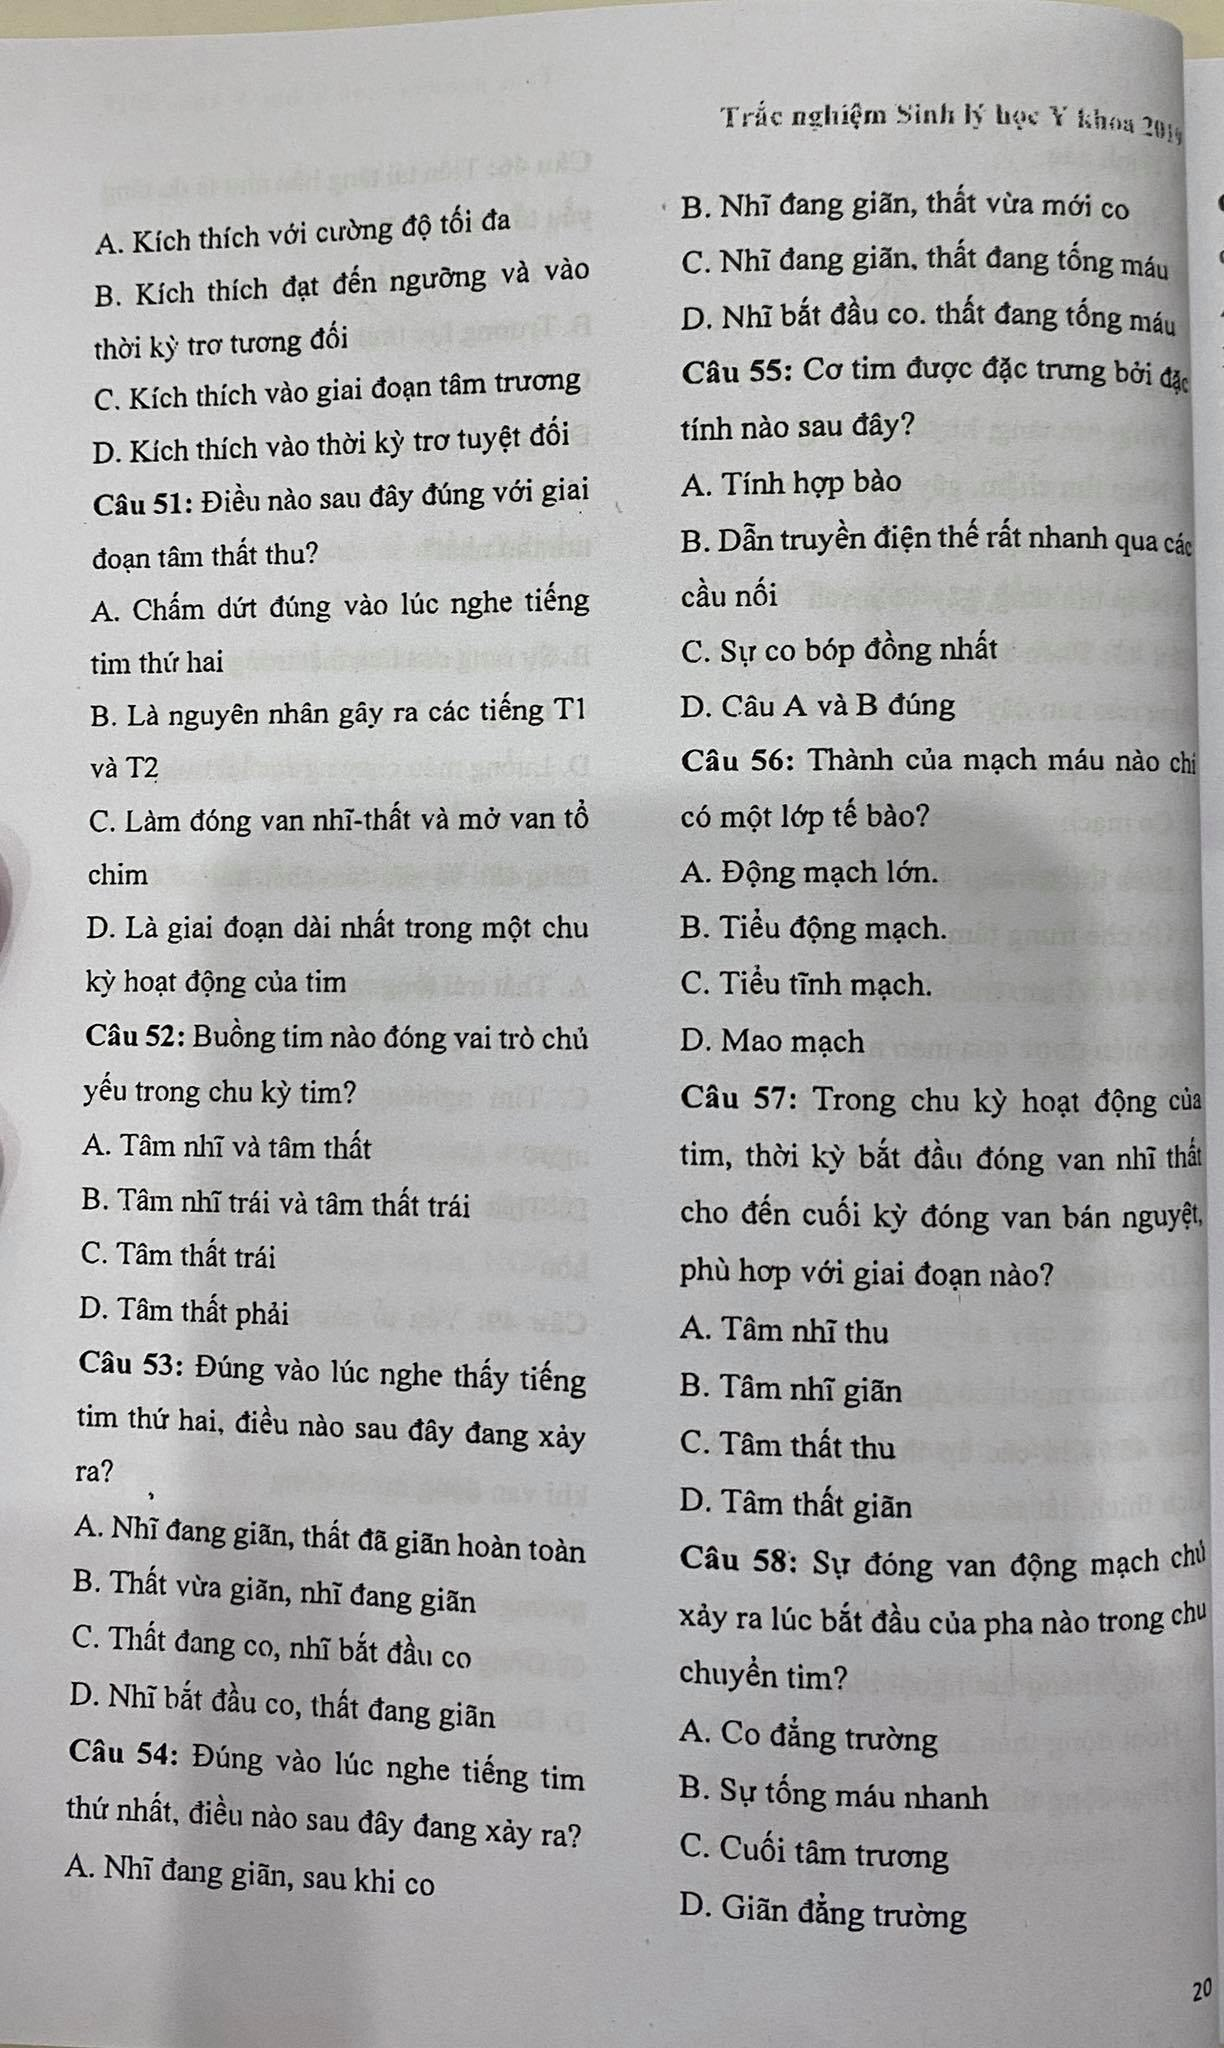 Trắc nghiệm Sinh lý học Y khoa 2019
A. Kích thích với cường độ tối đa
B. Kích thích đạt đến ngưỡng và vào
thời kỳ trơ tương đối
C. Kích thích vào giai đoạn tâm trương
D. Kích thích vào thời kỳ trơ tuyệt đối
Câu 51: Điều nào sau đây đúng với giai
đoạn tâm thất thu?
A. Chấm dứt đúng vào lúc nghe tiếng
tim thứ hai
B. Là nguyên nhân gây ra các tiếng T1
và T2
C. Làm đóng van nhĩ-thất và mở van tổ
chim
D. Là giai đoạn dài nhất trong một chu
kỳ hoạt động của tim
Câu 52: Buồng tim nào đóng vai trò chủ
yếu trong chu kỳ tim?
A. Tâm nhĩ và tâm thất
B. Tâm nhĩ trái và tâm thất trái
C. Tâm thất trái
D. Tâm thất phải
Câu 53: Đúng vào lúc nghe thấy tiếng
tim thứ hai, điều nào sau đây đang xảy
ra?
A. Nhĩ đang giãn, thất đã giãn hoàn toàn
B. Thất vừa giãn, nhĩ đang giãn
C. Thất đang co, nhĩ bắt đầu co
D. Nhĩ bắt đầu co, thất đang giãn
Câu 54: Đúng vào lúc nghe tiếng tim
thứ nhất, điều nào sau đây đang xảy ra?
A. Nhĩ đang giãn, sau khi co
B. Nhĩ đang giãn, thất vừa mới co
C. Nhĩ đang giãn, thất đang tống máu
D. Nhĩ bắt đầu co. thất đang tống máu
Câu 55: Cơ tim được đặc trưng bởi đặc
tính nào sau đây?
A. Tính hợp bào
B. Dẫn truyền điện thế rất nhanh qua các
cầu nối
C. Sự co bóp đồng nhất
D. Câu A và B đúng
Câu 56: Thành của mạch máu nào chỉ
có một lớp tế bào?
A. Động mạch lớn.
B. Tiểu động mạch.
C. Tiểu tĩnh mạch.
D. Mao mạch
Câu 57: Trong chu kỳ hoạt động của
tim, thời kỳ bắt đầu đóng van nhĩ thất
cho đến cuối kỳ đóng van bán nguyệt,
phù hơp với giai đoạn nào?
A. Tâm nhĩ thu
B. Tâm nhĩ giãn
C. Tâm thất thu
D. Tâm thất giãn
Câu 58: Sự đóng van động mạch chủ
xảy ra lúc bắt đầu của pha nào trong chu
chuyển tim?
A. Co đẳng trường
B. Sự tống máu nhanh
C. Cuối tâm trương
D. Giãn đẳng trường
20